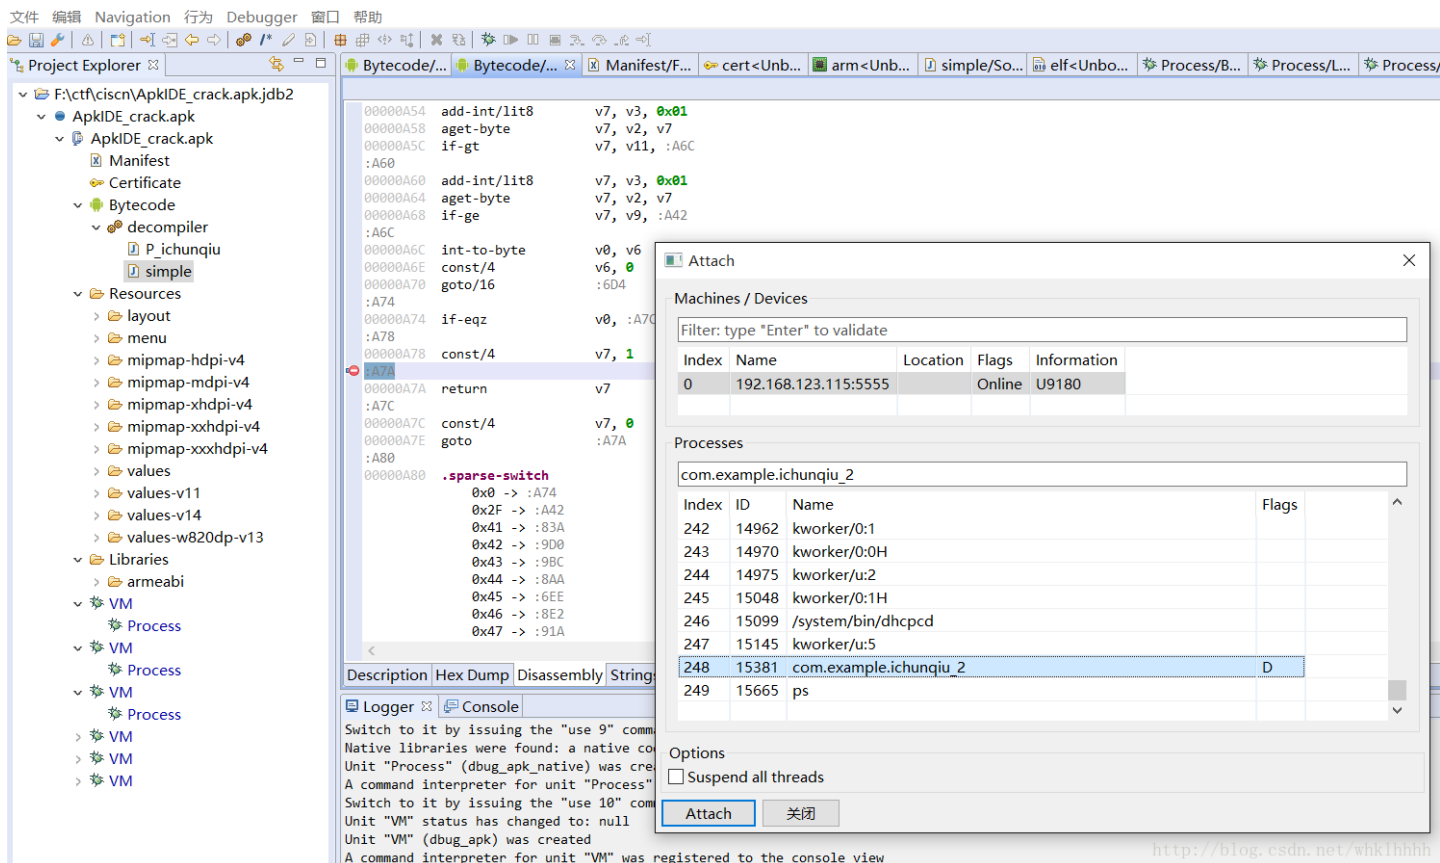 文件 编辑 Navigation 行为 Debugger 窗口 帮助
Project Explorer
F:\ctf\ciscn\ApkIDE_crack.apk.jdb2
ApkIDE_crack.apk
ApkIDE_crack.apk
Manifest
Certificate
Bytecode
decompiler
P_ichunqiu
simple
Resources
layout
menu
mipmap-hdpi-v4
mipmap-mdpi-v4
mipmap-xhdpi-v4
mipmap-xxhdpi-v4
mipmap-xxxhdpi-v4
values
values-v11
values-v14
values-w820dp-v13
Libraries
armeabi
VM
Process
VM
Process
VM
Process
VM
VM
VM
Bytecode/... Bytecode/... Manifest/F... cert<Unb... arm<Unb... simple/So... elf<Unbo... Process/B... Process/L... Process/
00000A54 add-int/lit8 v7, v3, 0x01
00000A58 aget-byte v7, v2, v7
00000A5C if-gt v7, v11, :A6C
:A60
00000A60 add-int/lit8 v7, v3, 0x01
00000A64 aget-byte v7, v2, v7
00000A68 if-ge v7, v9, :A42
:A6C
00000A6C int-to-byte v0, v6
00000A6E const/4 v6, 0
00000A70 goto/16 :6D4
:A74
00000A74 if-eqz v0, :A7C
:A78
00000A78 const/4 v7, 1
:A7A
00000A7A return v7
:A7C
00000A7C const/4 v7, 0
00000A7E goto :A7A
:A80
00000A80 .sparse-switch
0x0 -> :A74
0x2F -> :A42
0x41 -> :83A
0x42 -> :9D0
0x43 -> :9BC
0x44 -> :8AA
0x45 -> :6EE
0x46 -> :8E2
0x47 -> :91A
Description Hex Dump Disassembly Strings
Logger Console
Switch to it by issuing the "use 9" comma
Native libraries were found: a native co
Unit "Process" (dbug_apk_native) was crea
A command interpreter for unit "Process"
Switch to it by issuing the "use 10" comm
Unit "VM" status has changed to: null
Unit "VM" (dbug_apk) was created
A command interpreter for unit "VM" was registered to the console view
Attach
Machines / Devices
Filter: type "Enter" to validate
Index Name Location Flags Information
0 192.168.123.115:5555 Online U9180
Processes
com.example.ichunqiu_2
Index ID Name Flags
242 14962 kworker/0:1
243 14970 kworker/0:0H
244 14975 kworker/u:2
245 15048 kworker/0:1H
246 15099 /system/bin/dhcpcd
247 15145 kworker/u:5
248 15381 com.example.ichunqiu_2 D
249 15665 ps
Options
Suspend all threads
Attach 关闭
http://blog.csdn.net/whklhhhh